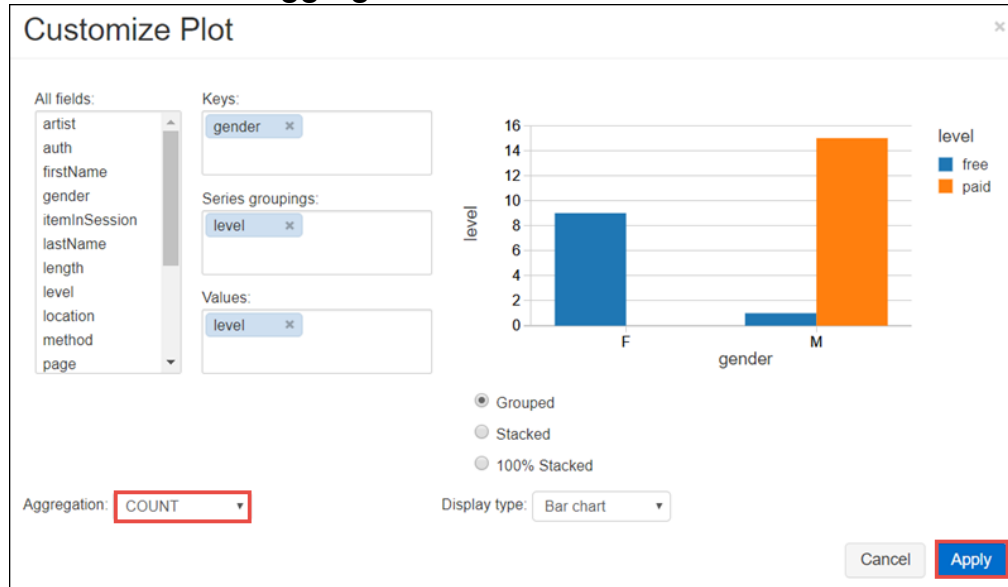 Customize Plot
×
All fields:
artist
auth
firstName
gender
itemInSession
lastName
length
level
location
method
page
Keys:
gender ×
Series groupings:
level ×
Values:
level ×
level
16
14
12
10
8
6
4
2
0
F
M
gender
level
free
paid
Grouped
Stacked
100% Stacked
Aggregation: COUNT
Display type: Bar chart
Cancel
Apply